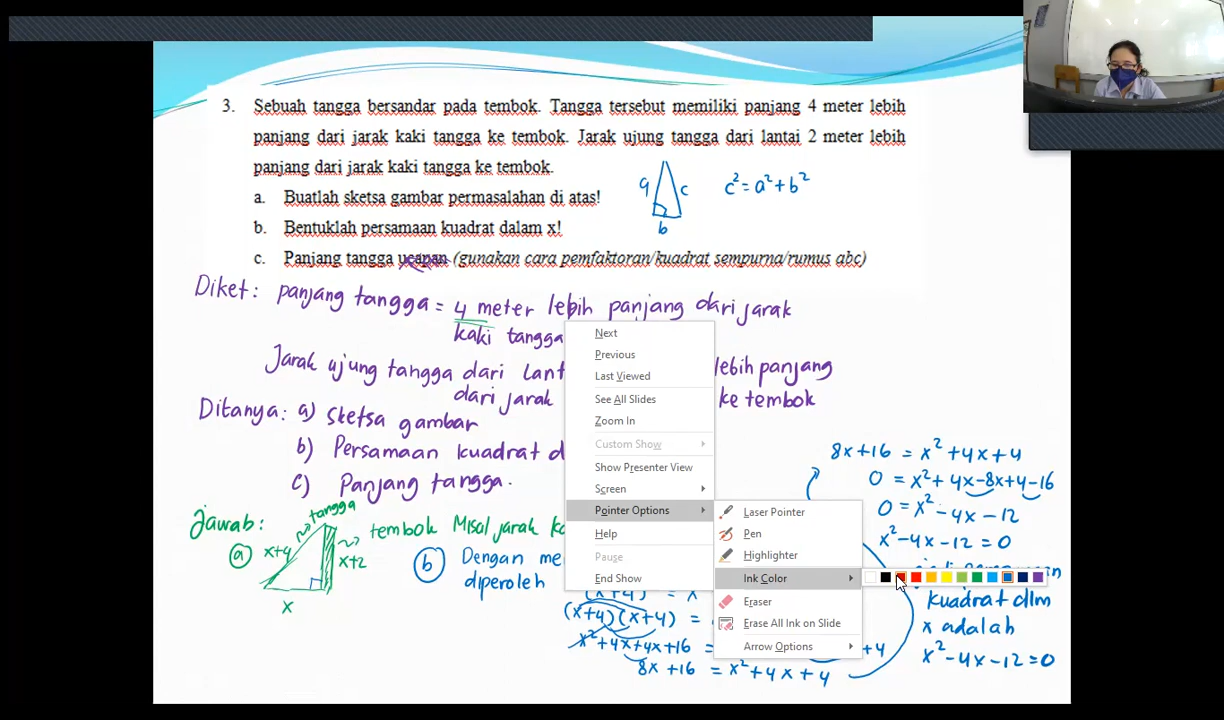 3. Sebuah tangga bersandar pada tembok. Tangga tersebut memiliki panjang 4 meter lebih
panjang dari jarak kaki tangga ke tembok. Jarak ujung tangga dari lantai 2 meter lebih
panjang dari jarak kaki tangga ke tembok.
a. Buatlah sketsa gambar permasalahan di atas!
b. Bentuklah persamaan kuadrat dalam x!
c. Panjang tangga ucapan (gunakan cara pemfaktoran/kuadrat sempurna/rumus abc)
a c b
c² = a² + b²
Diket: panjang tangga = 4 meter lebih panjang dari jarak
kaki tangga
Jarak ujung tangga dari lant lebih panjang
dari jarak ke tembok
Ditanya: a) sketsa gambar
b) Persamaan kuadrat d
c) Panjang tangga.
Jawab:
a
tangga
x+4
x+2
x
tembok Misal jarak k
b Dengan me
diperoleh
(x+4)² = x
(x+4)(x+4) =
x²+4x+4x+16 =
+4
8x+16 = x²+4x+4
8x+16 = x²+4x+4
0 = x²+4x-8x+4-16
0 = x²-4x-12
x²-4x-12=0
kuadrat dlm
x adalah
x²-4x-12=0
Next
Previous
Last Viewed
See All Slides
Zoom In
Custom Show
Show Presenter View
Screen
Pointer Options
Help
Pause
End Show
Laser Pointer
Pen
Highlighter
Ink Color
Eraser
Erase All Ink on Slide
Arrow Options